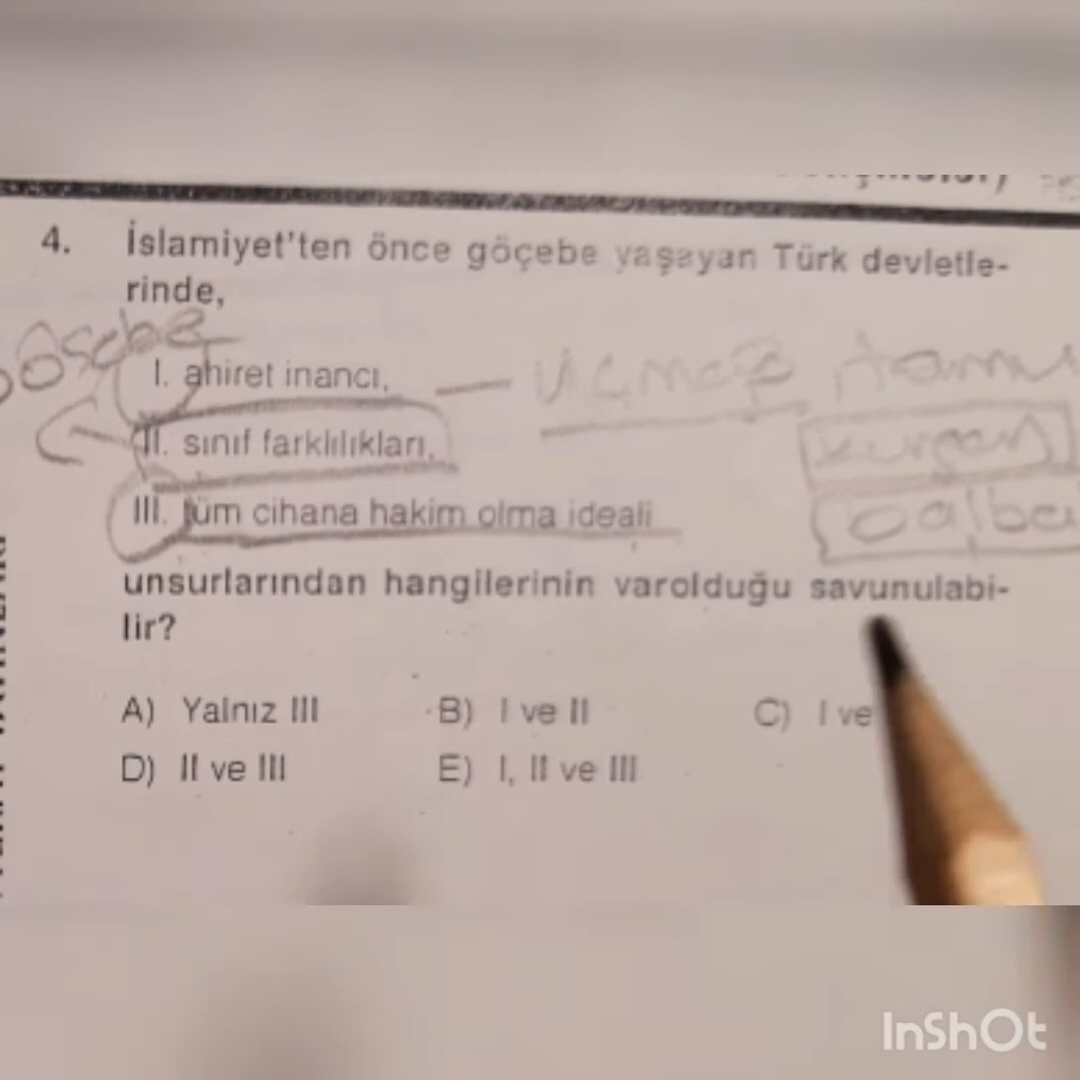 4. İslamiyet'ten önce göçebe yaşayan Türk devletle-
rinde,
I. ahiret inancı,
II. sınıf farklılıkları,
III. tüm cihana hakim olma ideali
kurgan
balbal
unsurlarından hangilerinin varolduğu savunulabi-
lir?
A) Yalnız III B) I ve II C) I ve
D) II ve III E) I, II ve III
InShOt